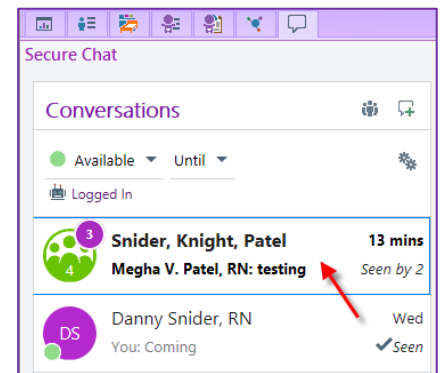 Secure Chat
Conversations
Available Until
Logged In
3
4
Snider, Knight, Patel 13 mins
Megha V. Patel, RN: testing Seen by 2
DS
Danny Snider, RN Wed
You: Coming Seen